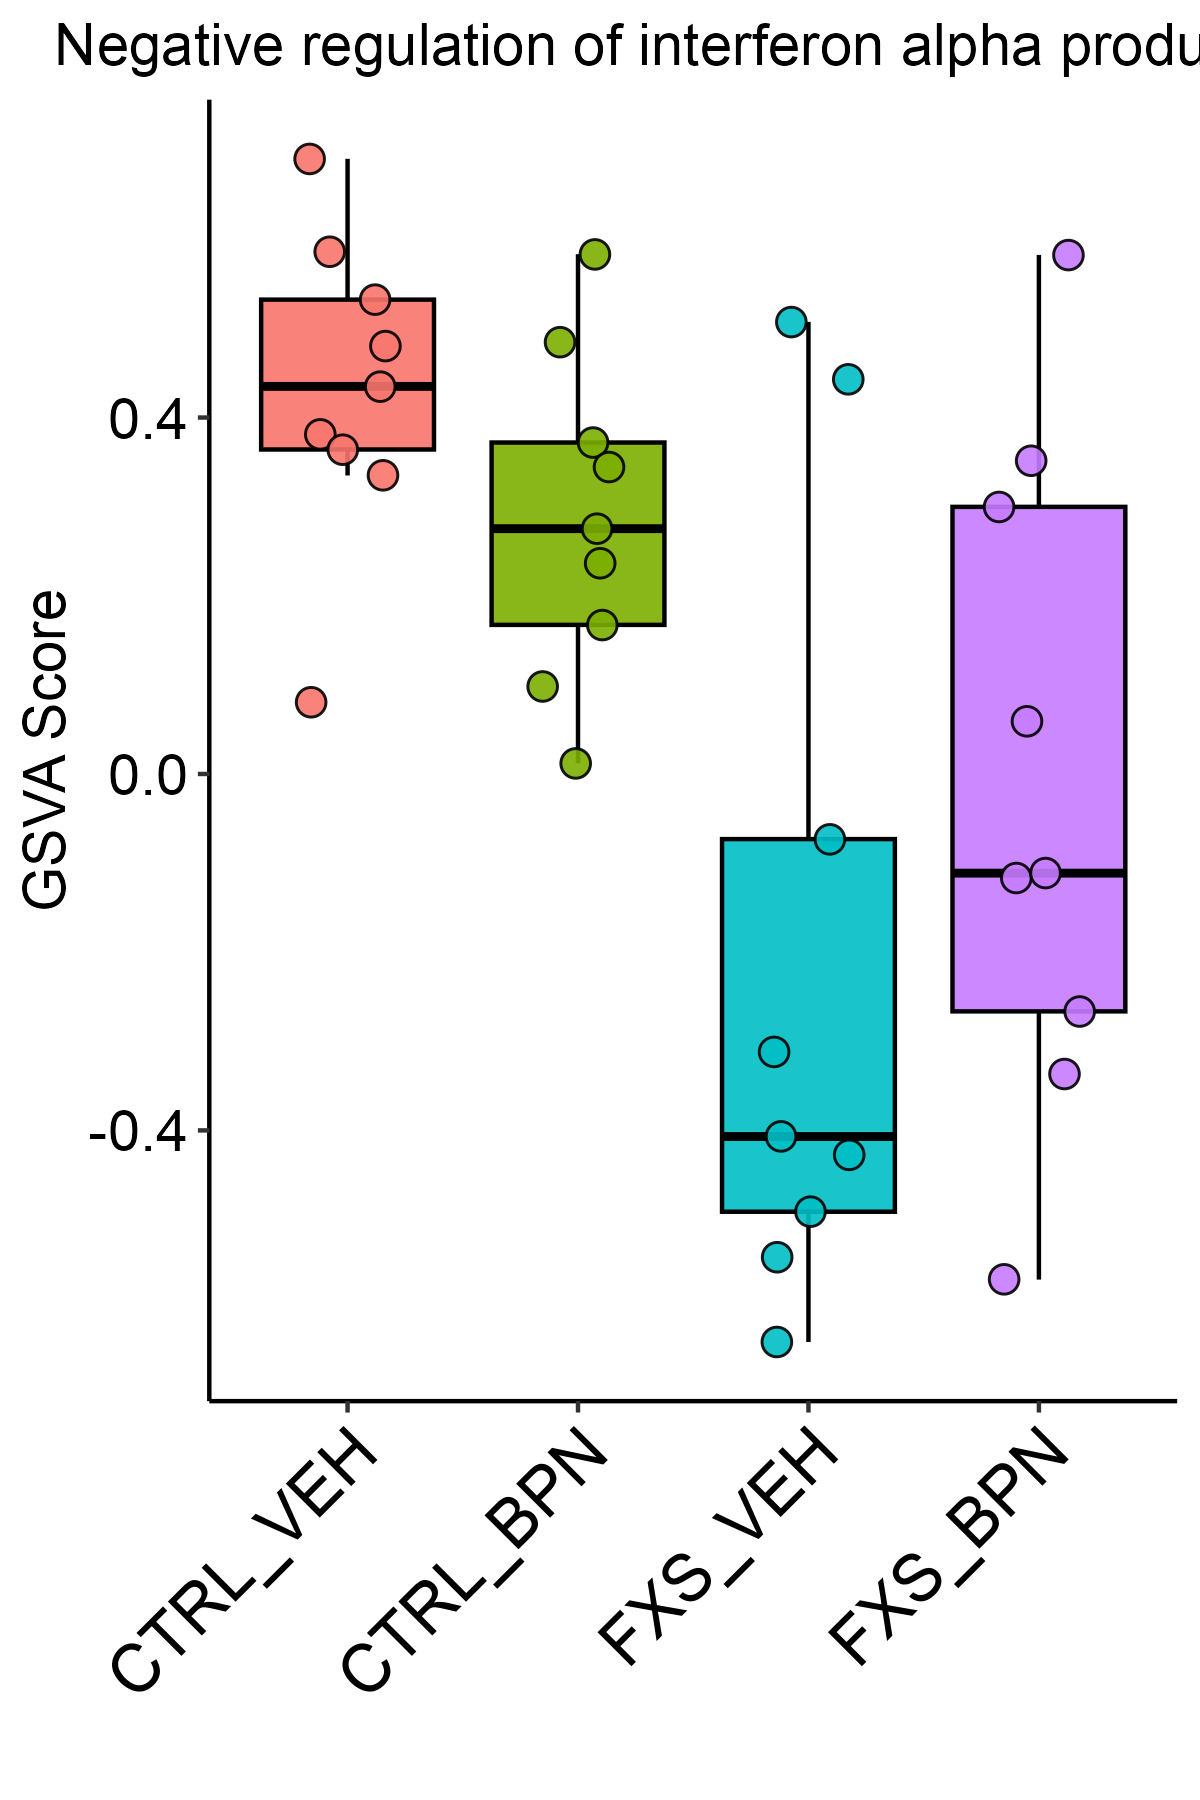 Negative regulation of interferon alpha produ
GSVA Score
0.4
0.0
-0.4
CTRL_VEH
CTRL_BPN
FXS_VEH
FXS_BPN